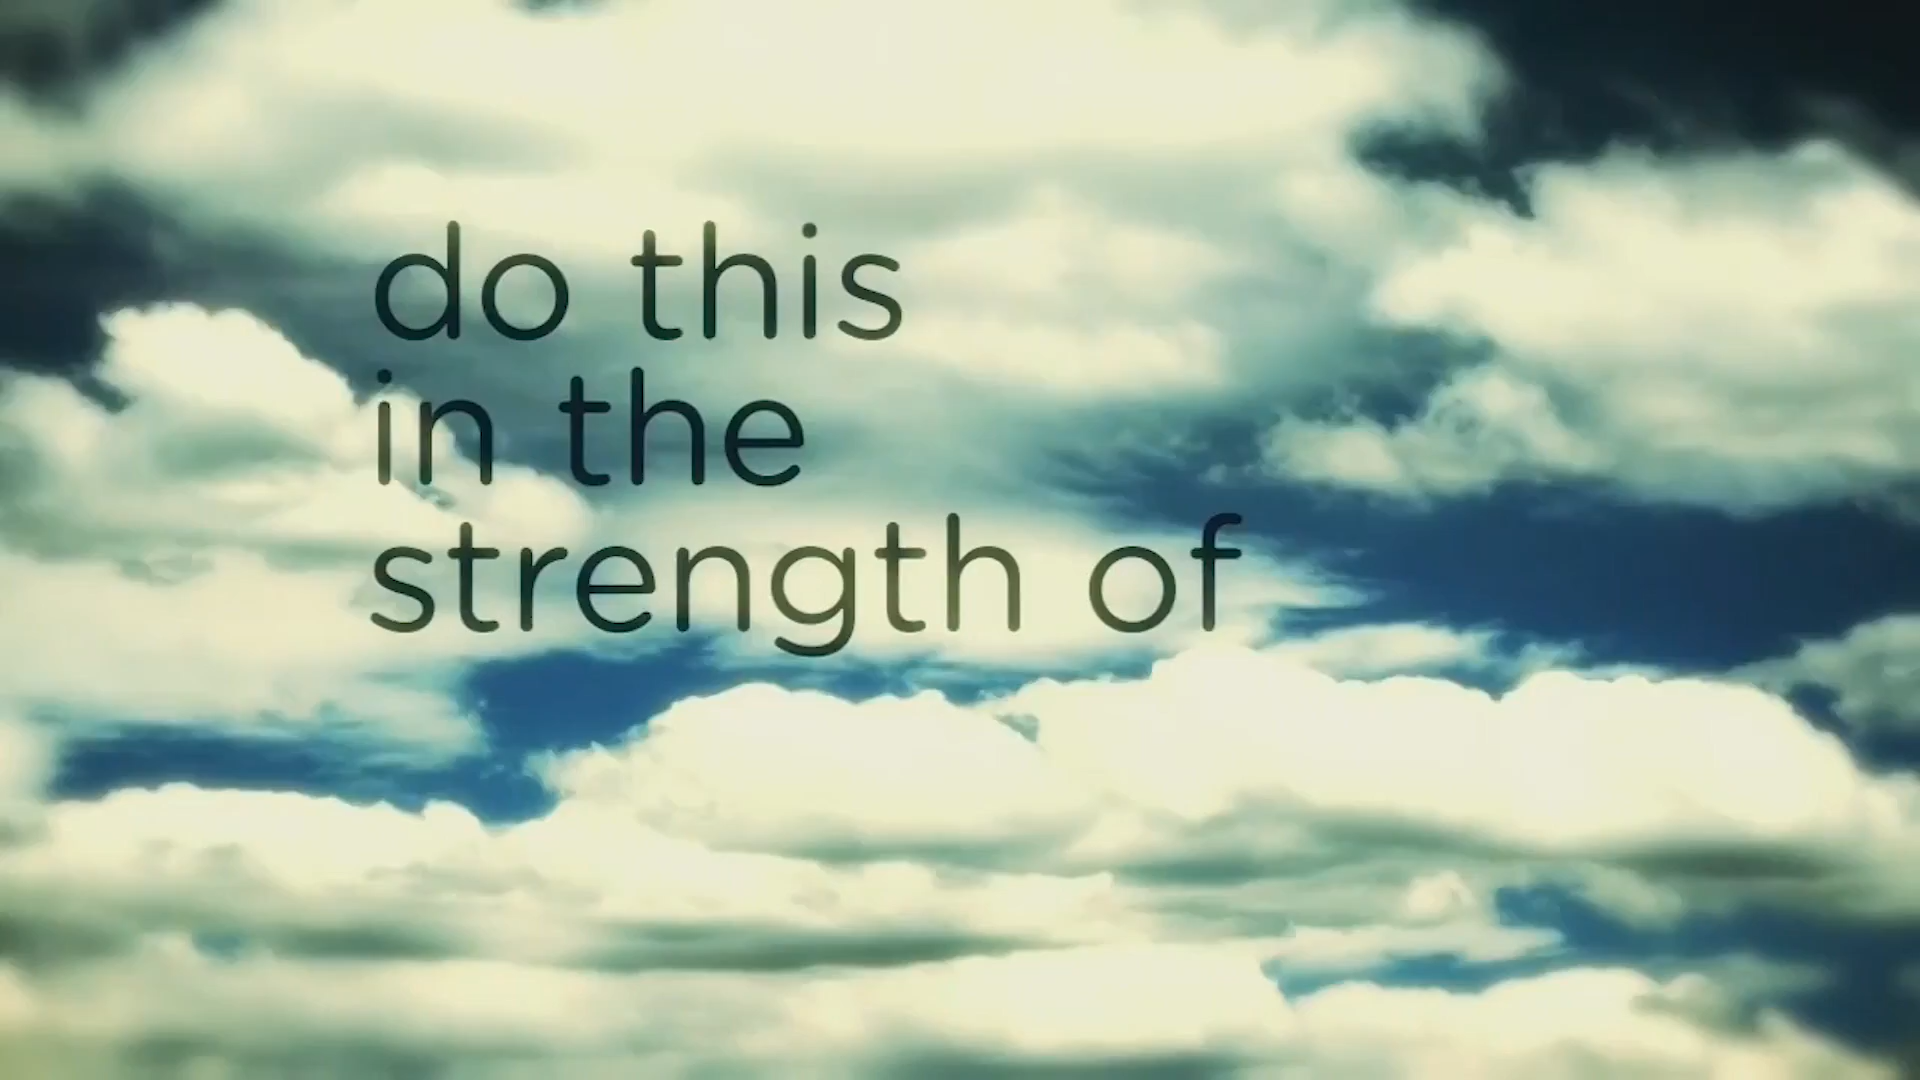 do this
in the
strength of